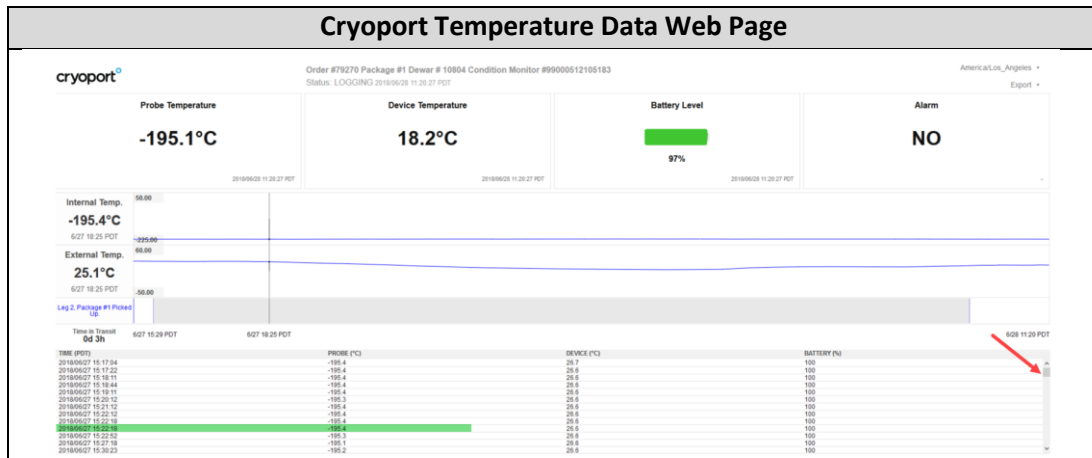 Cryoport Temperature Data Web Page
cryoport°
Order #79270 Package #1 Dewar # 10804 Condition Monitor #99000512105183
Status: LOGGING 2018/06/28 11:20:27 PDT
America/Los_Angeles
Export
Probe Temperature
-195.1°C
2018/06/28 11:20:27 PDT
Device Temperature
18.2°C
2018/06/28 11:20:27 PDT
Battery Level
97%
2018/06/28 11:20:27 PDT
Alarm
NO
-
Internal Temp.
-195.4°C
6/27 18:25 PDT
50.00
-225.00
External Temp.
25.1°C
6/27 18:25 PDT
60.00
-50.00
Leg 2, Package #1 Picked
Up.
Time in Transit
0d 3h
6/27 15:29 PDT 6/27 18:25 PDT 6/28 11:20 PDT
TIME (PDT) PROBE (°C) DEVICE (°C) BATTERY (%)
2018/06/27 15:17:04 -195.4 26.7 100
2018/06/27 15:17:22 -195.4 26.8 100
2018/06/27 15:18:11 -195.4 26.6 100
2018/06/27 15:18:44 -195.4 26.6 100
2018/06/27 15:19:11 -195.4 26.6 100
2018/06/27 15:20:12 -195.3 26.6 100
2018/06/27 15:21:12 -195.4 26.6 100
2018/06/27 15:22:12 -195.4 26.6 100
2018/06/27 15:22:18 -195.4 26.6 100
2018/06/27 15:22:18 -195.4 26.6 100
2018/06/27 15:22:52 -195.3 26.6 100
2018/06/27 15:27:18 -195.1 26.8 100
2018/06/27 15:30:23 -195.2 26.6 100